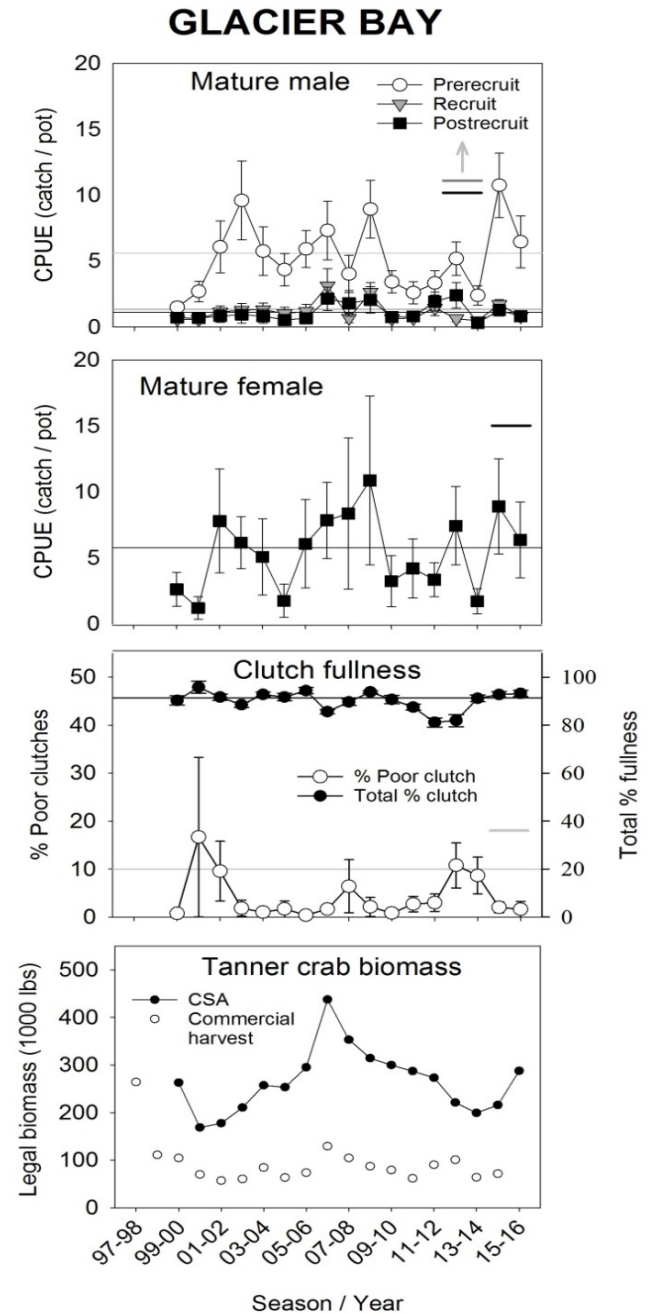 GLACIER BAY
Mature male
Prerecruit
Recruit
Postrecruit
CPUE (catch / pot)
20
15
10
5
0
Mature female
CPUE (catch / pot)
20
15
10
5
0
Clutch fullness
% Poor clutch
Total % clutch
% Poor clutches
50
40
30
20
10
0
Total % fullness
100
80
60
40
20
0
Tanner crab biomass
CSA
Commercial
harvest
Legal biomass (1000 lbs)
500
400
300
200
100
0
97-98
99-00
01-02
03-04
05-06
07-08
09-10
11-12
13-14
15-16
Season / Year